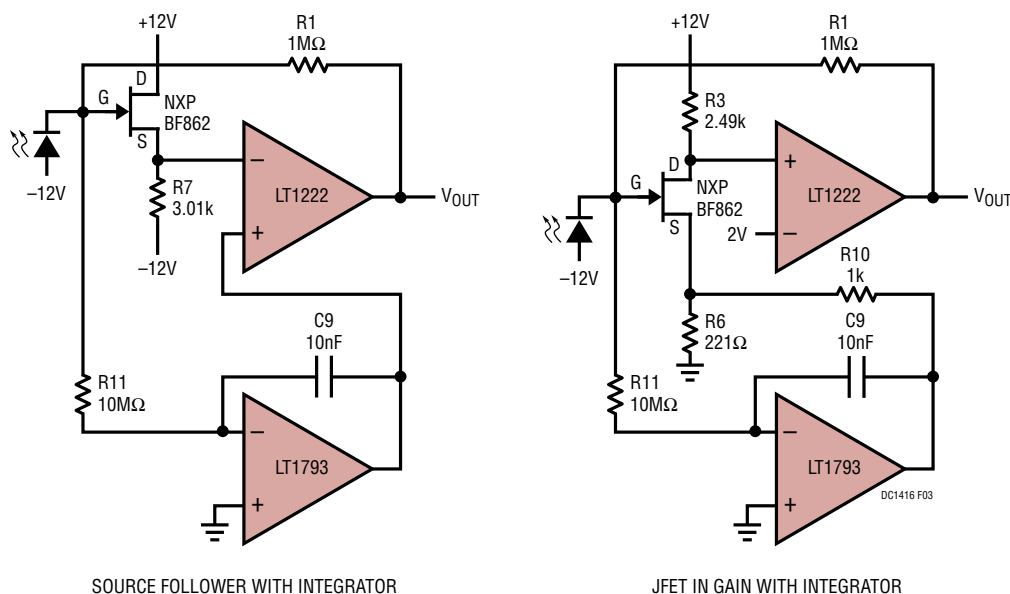 +12V
R1
1MΩ
D
G
NXP
BF862
S
–12V
R7
3.01k
–12V
–
+
LT1222
VOUT
C9
10nF
R11
10MΩ
–
+
LT1793
SOURCE FOLLOWER WITH INTEGRATOR
+12V
R1
1MΩ
R3
2.49k
D
G
NXP
BF862
S
–12V
+
2V
–
LT1222
VOUT
R10
1k
R6
221Ω
C9
10nF
R11
10MΩ
–
+
LT1793
DC1416 F03
JFET IN GAIN WITH INTEGRATOR